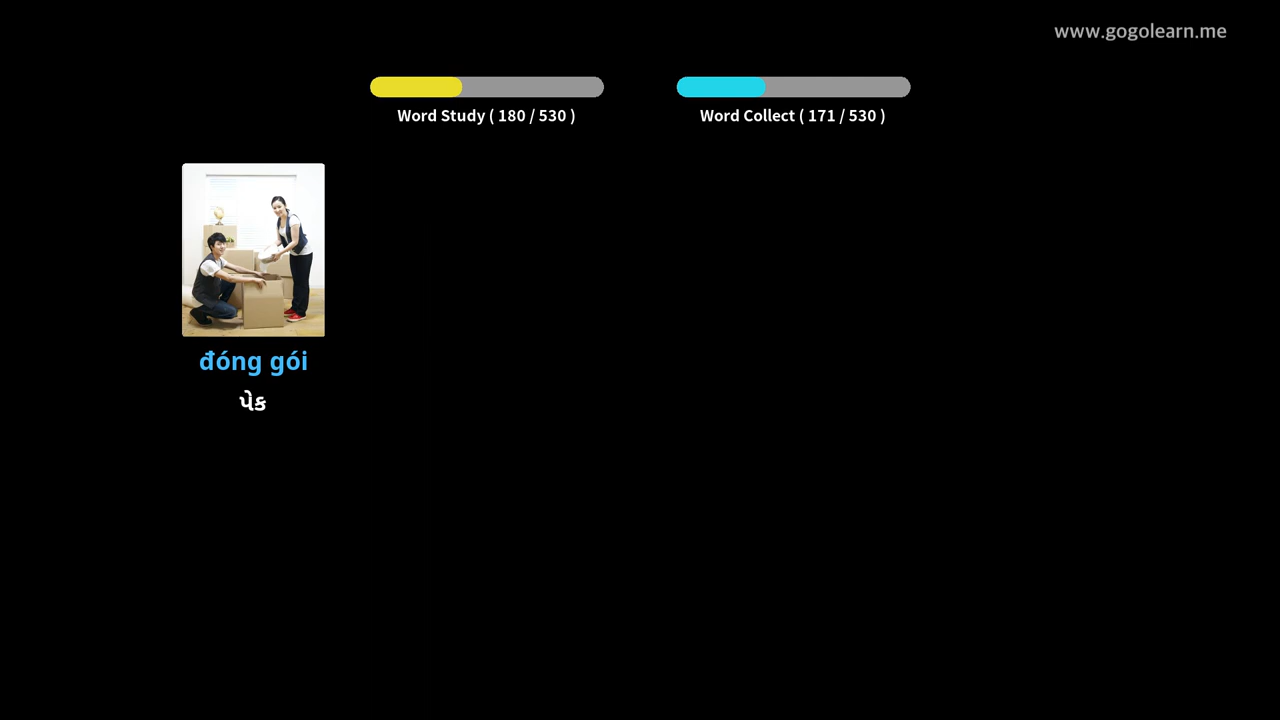 www.gogolearn.me
Word Study ( 180 / 530 )
Word Collect ( 171 / 530 )
đóng gói
પેક